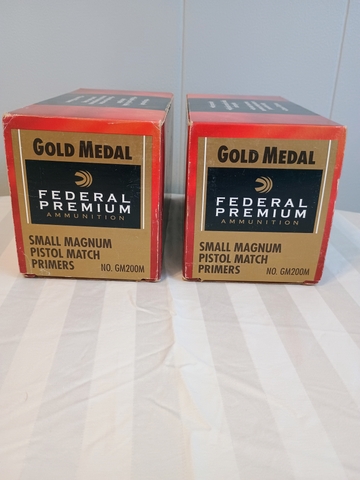 GOLD MEDAL
FEDERAL
PREMIUM
AMMUNITION
SMALL MAGNUM
PISTOL MATCH
PRIMERS NO. GM200M
GOLD MEDAL
FEDERAL
PREMIUM
AMMUNITION
SMALL MAGNUM
PISTOL MATCH
PRIMERS NO. GM200M